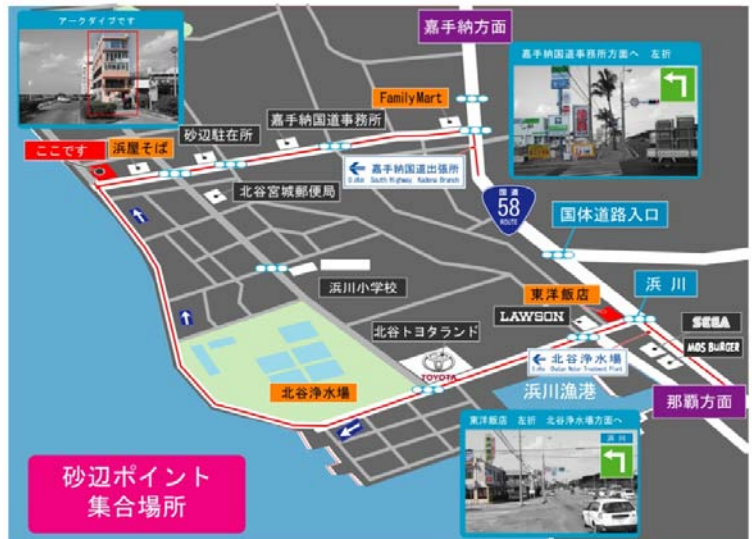 アークダイブです
嘉手納方面
嘉手納国道事務所方面へ 左折
FamilyMart
嘉手納国道事務所
砂辺駐在所
浜屋そば
ここです
嘉手納国道出張所
South Highway Kadena Branch
北谷宮城郵便局
国道
58
ROUTE
国体道路入口
浜川小学校
東洋飯店
浜川
LAWSON
SEGA
MOS BURGER
北谷トヨタランド
TOYOTA
北谷浄水場
北谷浄水場
Chatan Water Treatment Plant
浜川漁港
那覇方面
東洋飯店 左折 北谷浄水場方面へ
浜川
砂辺ポイント
集合場所